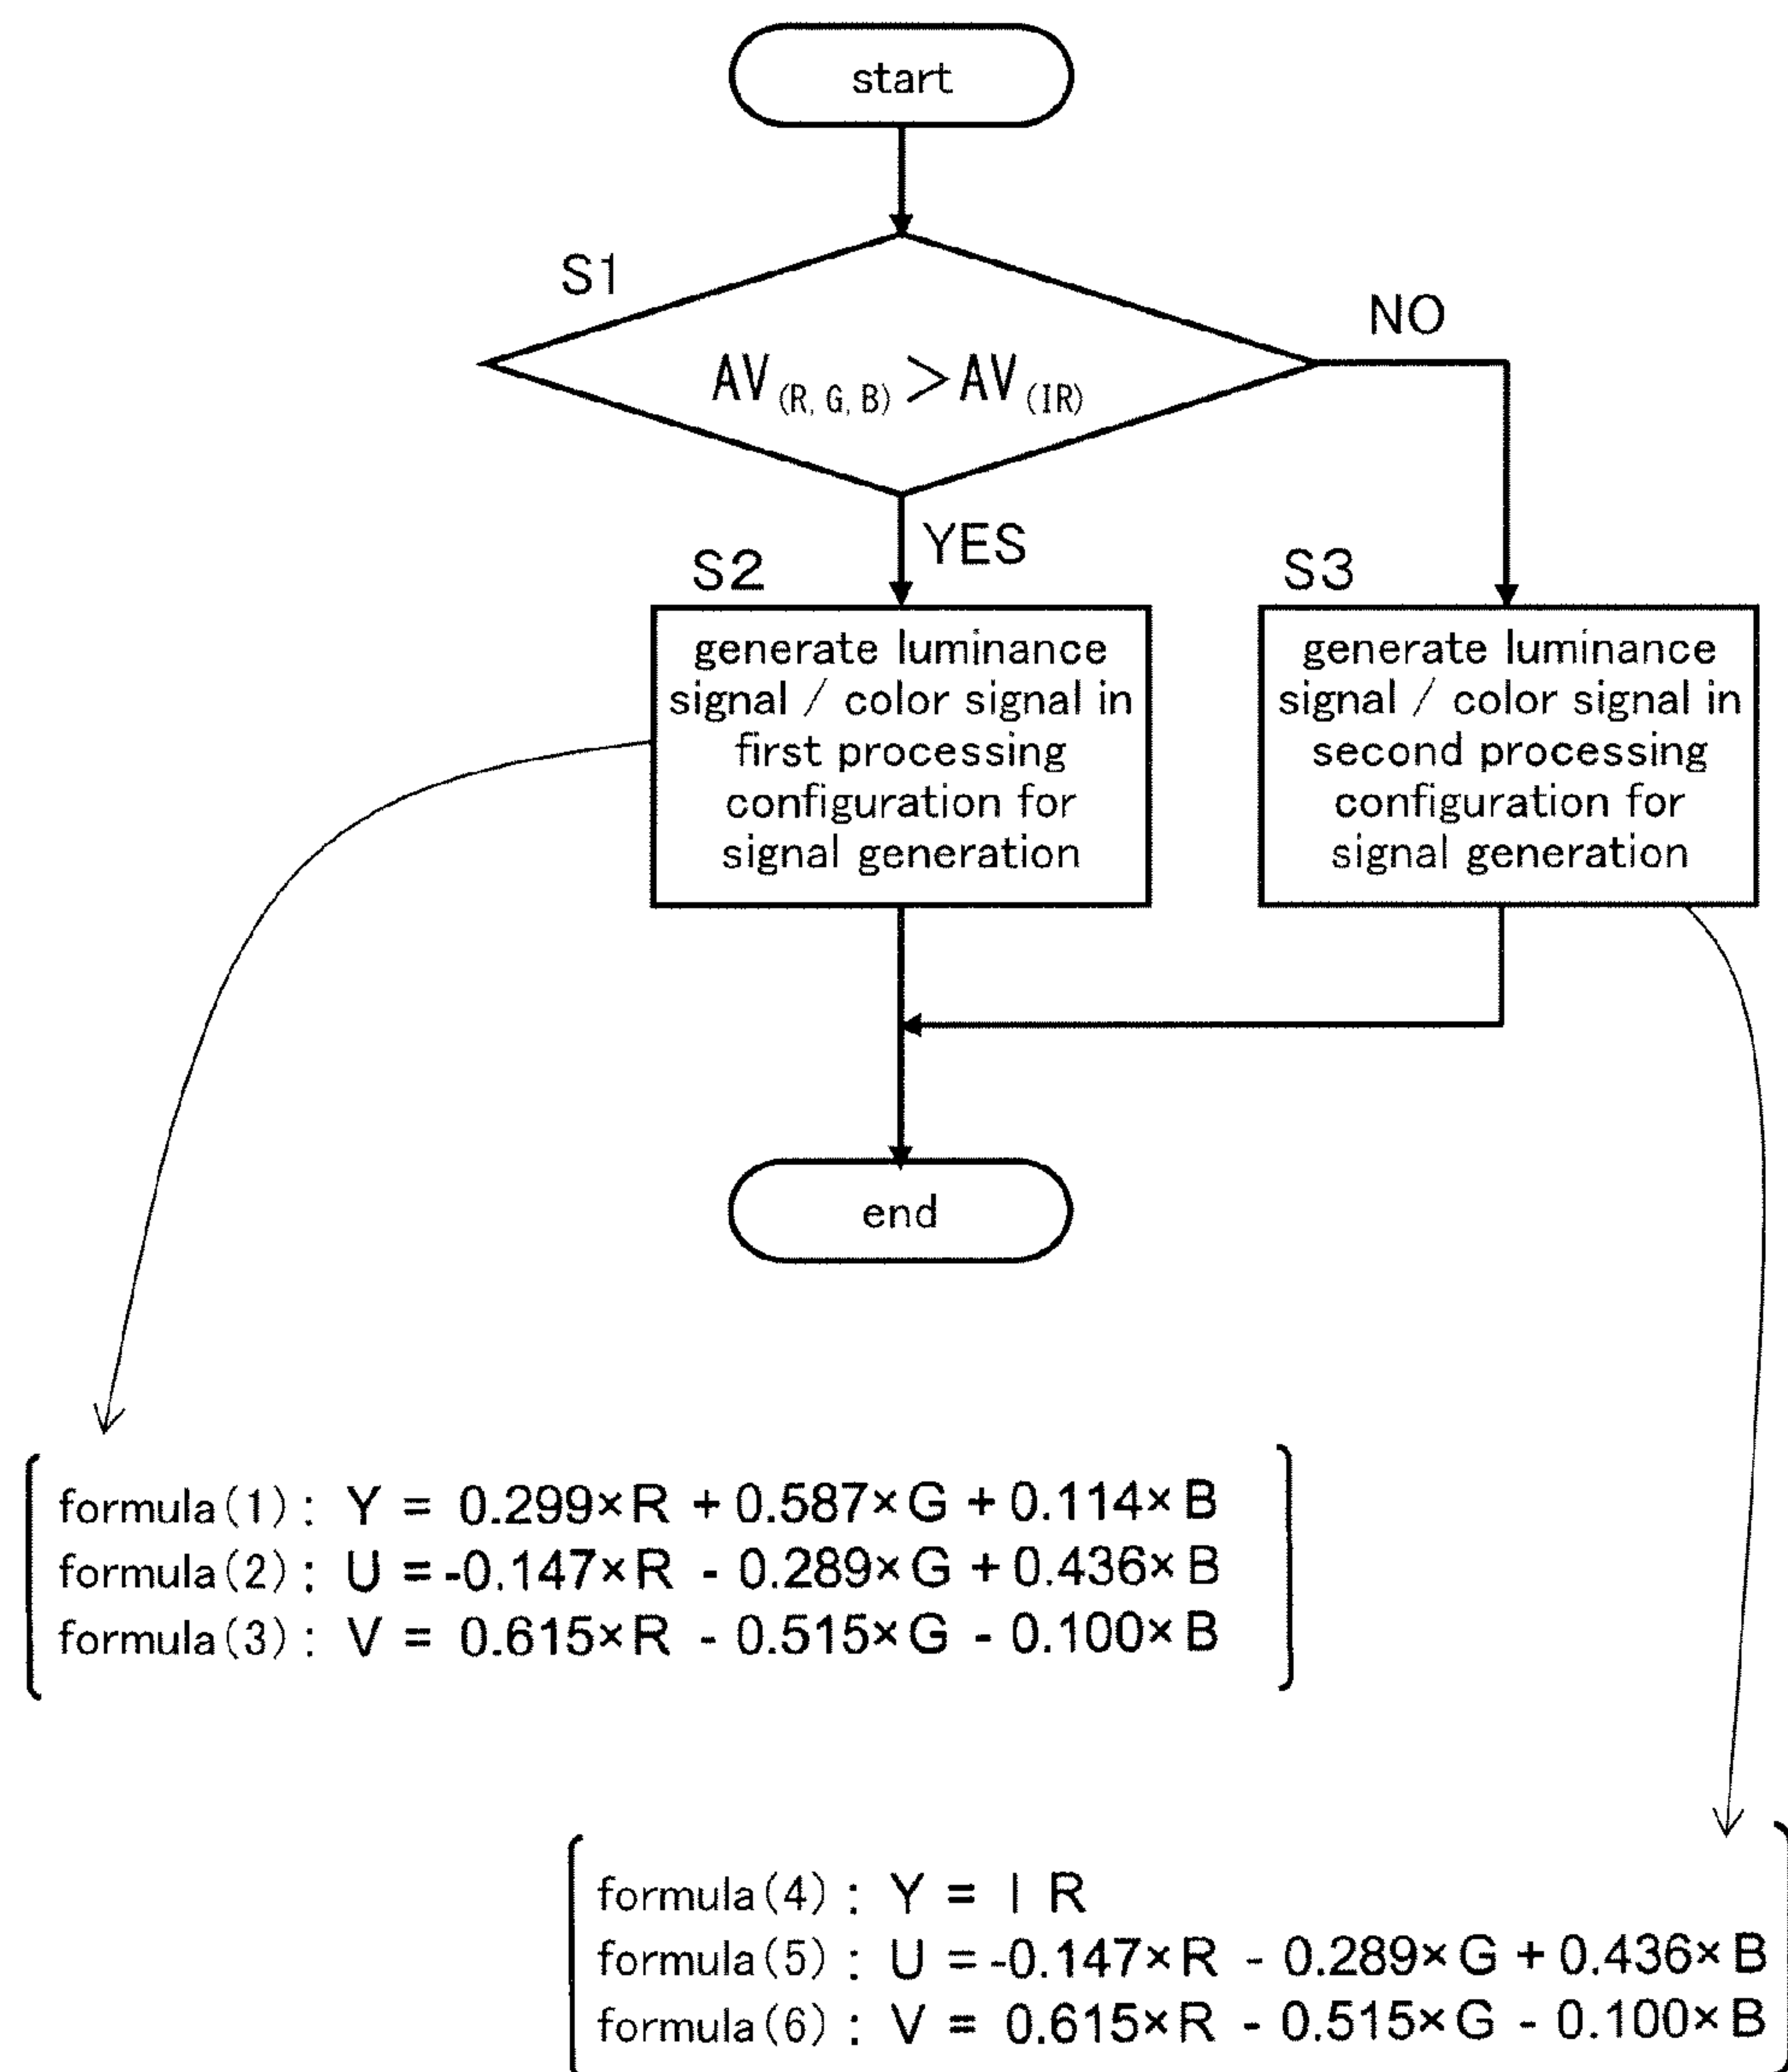 start
S1
NO
AV(R, G, B) > AV(IR)
YES
S2
S3
generate luminance
signal / color signal in
first processing
configuration for
signal generation
generate luminance
signal / color signal in
second processing
configuration for
signal generation
end
formula(1): Y = 0.299×R + 0.587×G + 0.114×B
formula(2): U =-0.147×R - 0.289×G + 0.436×B
formula(3): V = 0.615×R - 0.515×G - 0.100×B
formula(4): Y = I R
formula(5): U =-0.147×R - 0.289×G + 0.436×B
formula(6): V = 0.615×R - 0.515×G - 0.100×B